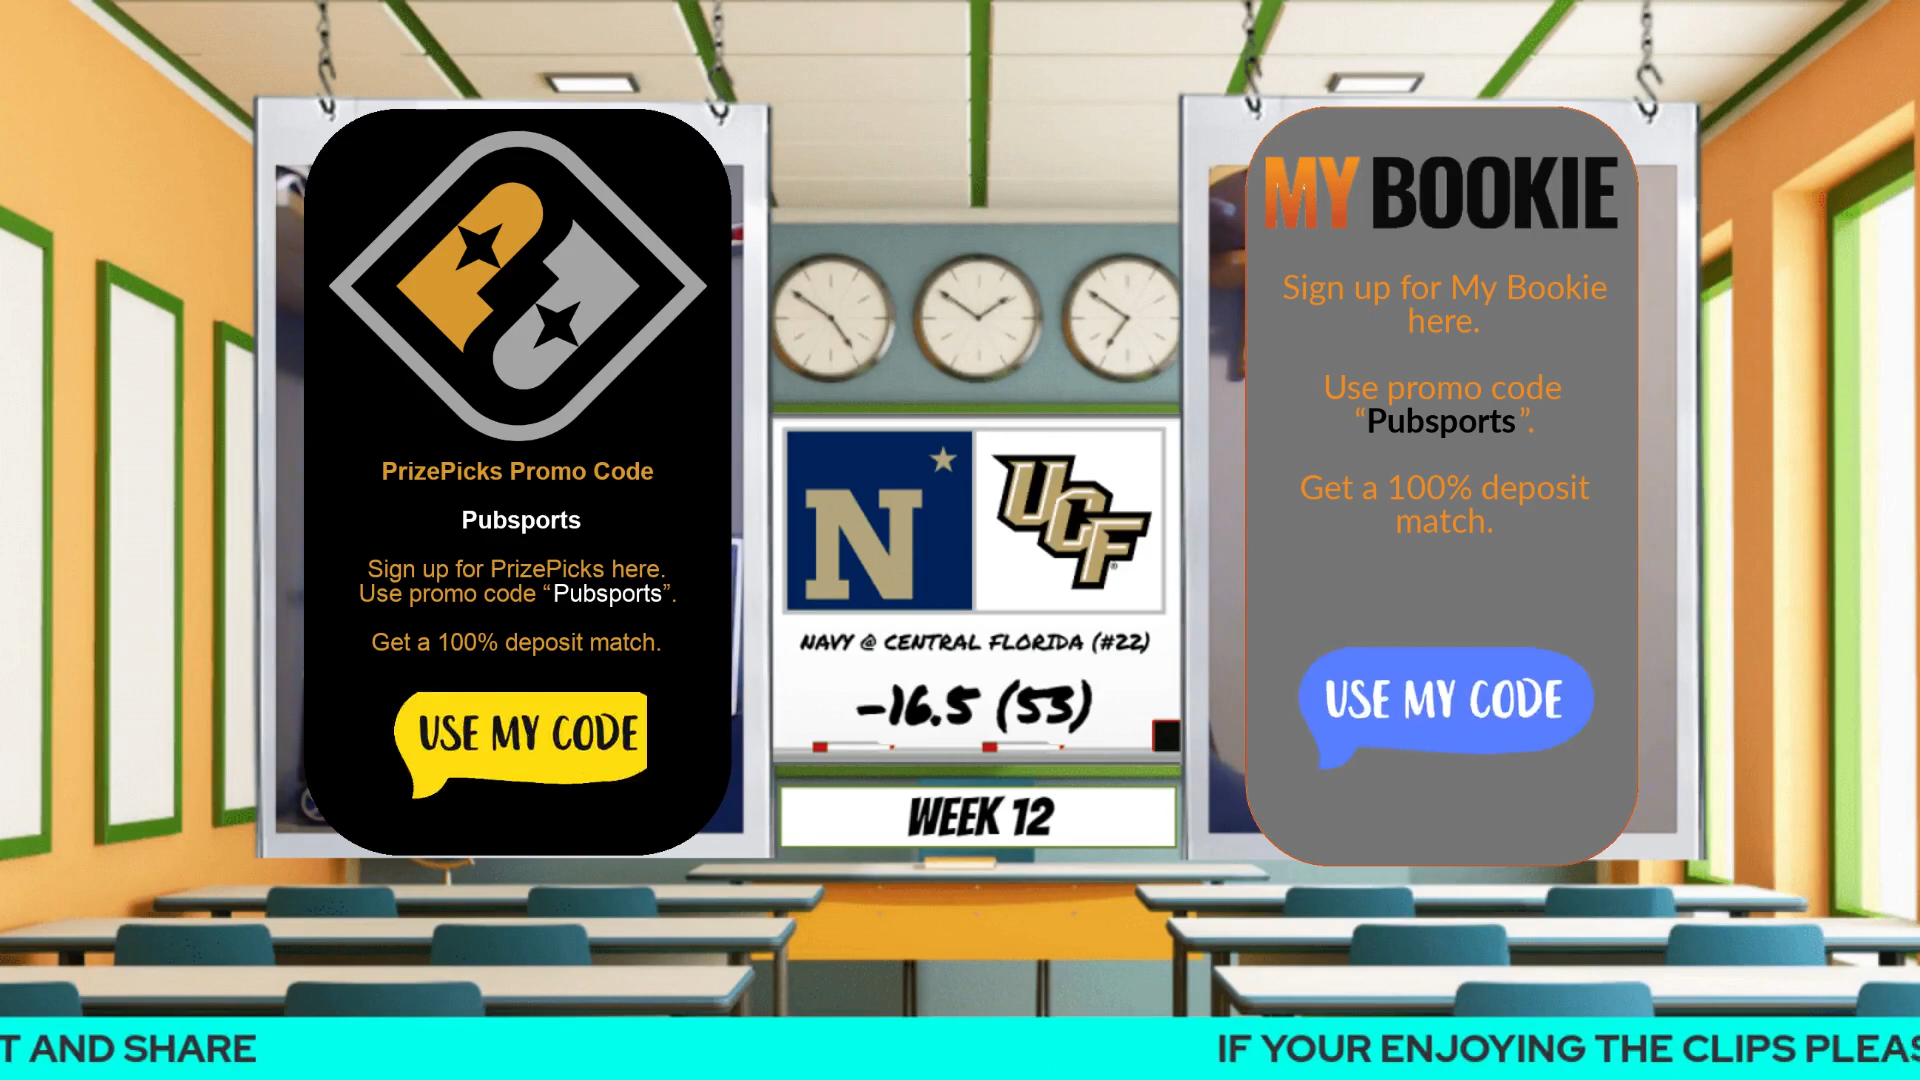 PrizePicks Promo Code
Pubsports
Sign up for PrizePicks here.
Use promo code “Pubsports”.
Get a 100% deposit match.
USE MY CODE
N
UCF
NAVY @ CENTRAL FLORIDA (#22)
-16.5 (53)
WEEK 12
MY BOOKIE
Sign up for My Bookie
here.
Use promo code
“Pubsports”.
Get a 100% deposit
match.
USE MY CODE
T AND SHARE
IF YOUR ENJOYING THE CLIPS PLEAS